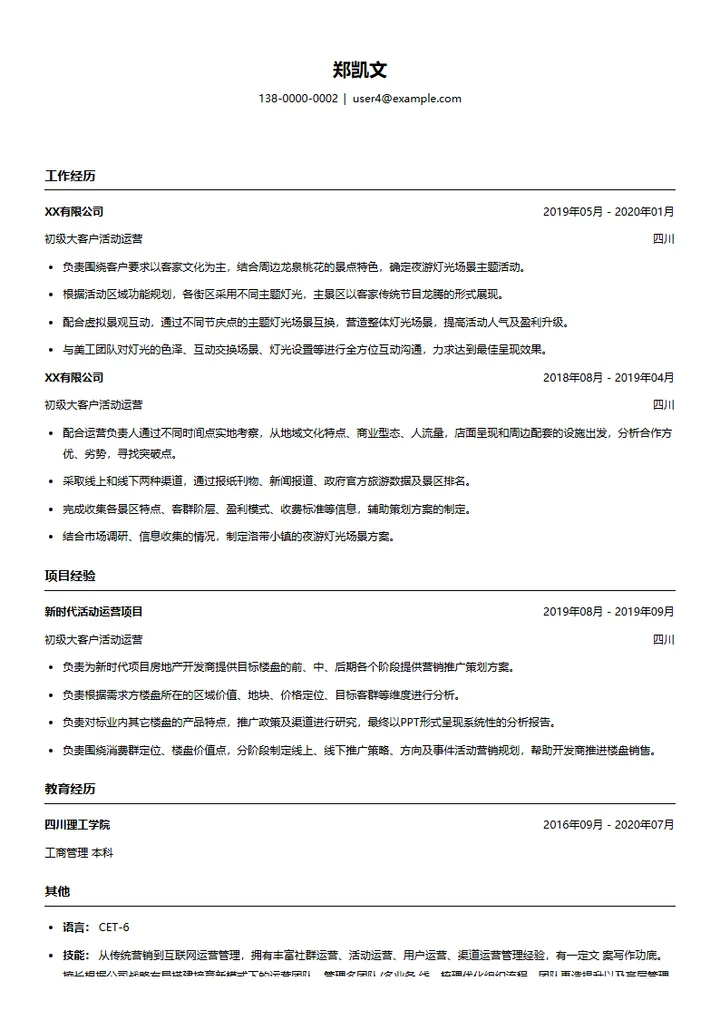 郑凯文
138-0000-0002 | user4@example.com
工作经历
XX有限公司 2019年05月 - 2020年01月
初级大客户活动运营 四川
• 负责围绕客户要求以客家文化为主，结合周边龙泉桃花的景点特色，确定夜游灯光场景主题活动。
• 根据活动区域功能规划，各街区采用不同主题灯光，主景区以客家传统节目龙腾的形式展现。
• 配合虚拟景观互动，通过不同节庆点的主题灯光场景互换，营造整体灯光场景，提高活动人气及盈利升级。
• 与美工团队对灯光的色泽、互动交换场景、灯光设置等进行全方位互动沟通，力求达到最佳呈现效果。
XX有限公司 2018年08月 - 2019年04月
初级大客户活动运营 四川
• 配合运营负责人通过不同时间点实地考察，从地域文化特点、商业型态、人流量，店面呈现和周边配套的设施出发，分析合作方
优、劣势，寻找突破点。
• 采取线上和线下两种渠道，通过报纸刊物、新闻报道、政府官方旅游数据及景区排名。
• 完成收集各景区特点、客群阶层、盈利模式、收费标准等信息，辅助策划方案的制定。
• 结合市场调研、信息收集的情况，制定洛带小镇的夜游灯光场景方案。
项目经验
新时代活动运营项目 2019年08月 - 2019年09月
初级大客户活动运营 四川
• 负责为新时代项目房地产开发商提供目标楼盘的前、中、后期各个阶段提供营销推广策划方案。
• 负责根据需求方楼盘所在的区域价值、地块、价格定位、目标客群等维度进行分析。
• 负责对标业内其它楼盘的产品特点，推广政策及渠道进行研究，最终以PPT形式呈现系统性的分析报告。
• 负责围绕消费群定位、楼盘价值点，分阶段制定线上、线下推广策略、方向及事件活动营销规划，帮助开发商推进楼盘销售。
教育经历
四川理工学院 2016年09月 - 2020年07月
工商管理 本科
其他
• 语言： CET-6
• 技能： 从传统营销到互联网运营管理，拥有丰富社群运营、活动运营、用户运营、渠道运营管理经验，有一定文 案写作功底。